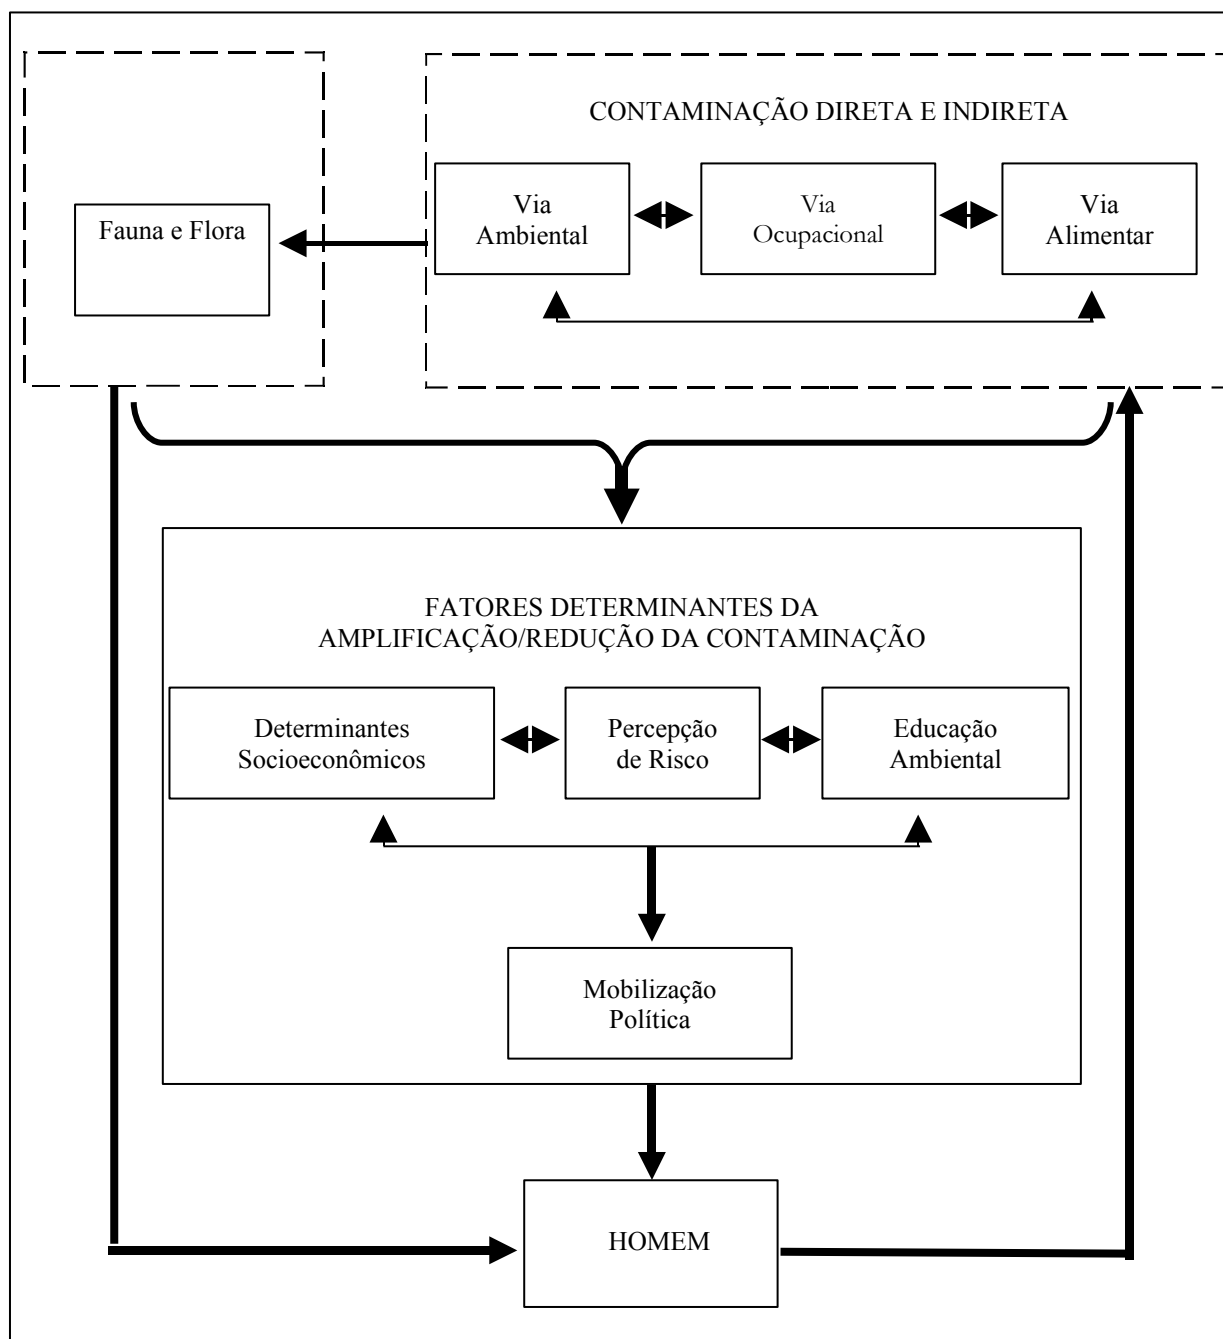 CONTAMINAÇÃO DIRETA E INDIRETA
Fauna e Flora
Via
Ambiental
Via
Ocupacional
Via
Alimentar
FATORES DETERMINANTES DA
AMPLIFICAÇÃO/REDUÇÃO DA CONTAMINAÇÃO
Determinantes
Socioeconômicos
Percepção
de Risco
Educação
Ambiental
Mobilização
Política
HOMEM